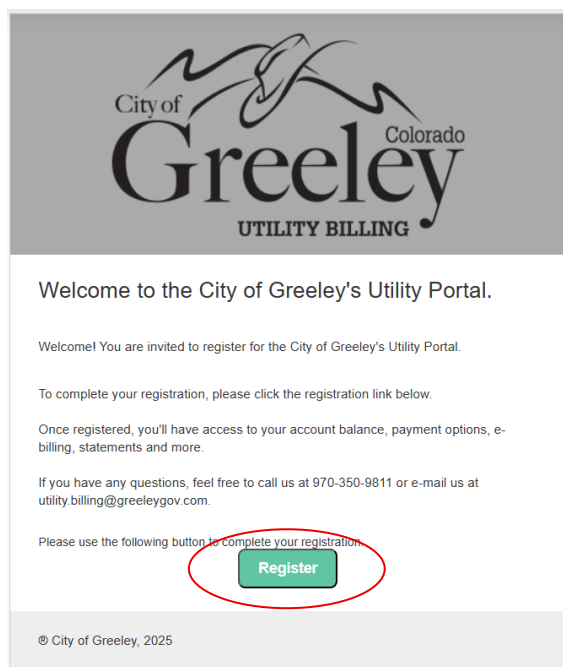 City of
Greeley
Colorado
UTILITY BILLING
Welcome to the City of Greeley's Utility Portal.
Welcome! You are invited to register for the City of Greeley's Utility Portal.
To complete your registration, please click the registration link below.
Once registered, you'll have access to your account balance, payment options, e-
billing, statements and more.
If you have any questions, feel free to call us at 970-350-9811 or e-mail us at
utility.billing@greeleygov.com.
Please use the following button to complete your registration.
Register
® City of Greeley, 2025